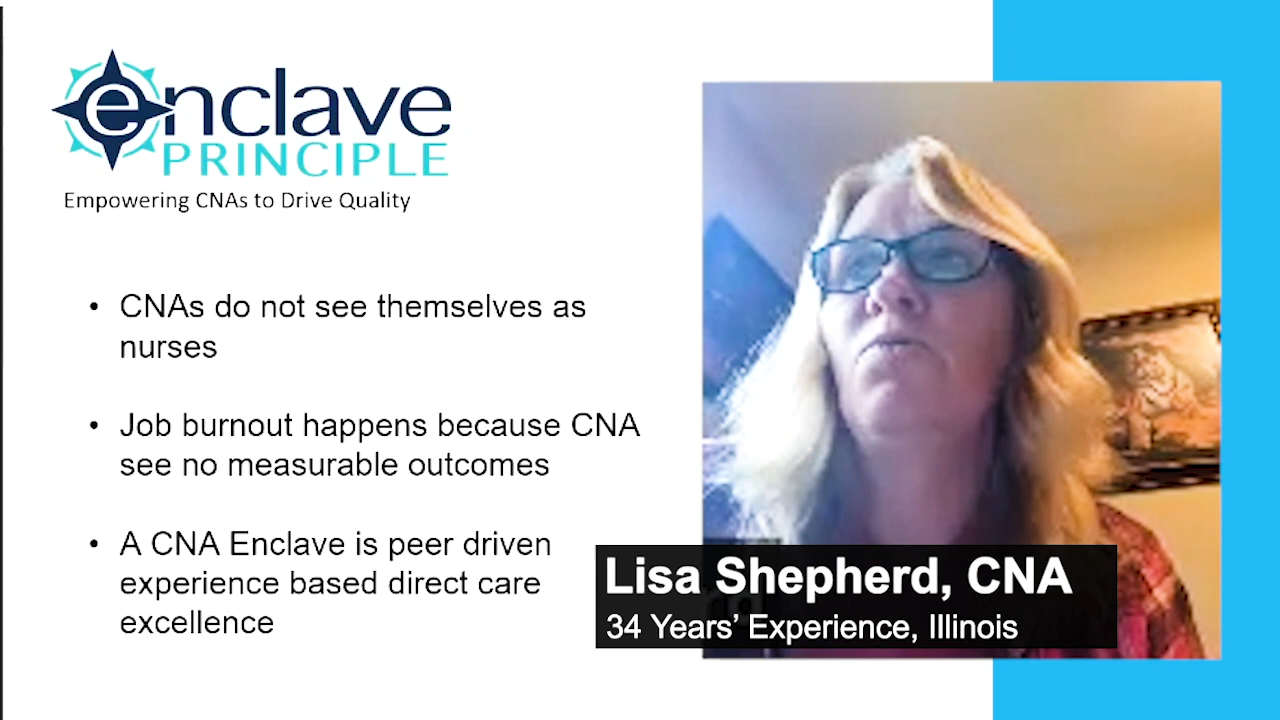 enclave
PRINCIPLE
Empowering CNAs to Drive Quality
• CNAs do not see themselves as
nurses
• Job burnout happens because CNA
see no measurable outcomes
• A CNA Enclave is peer driven
experience based direct care
excellence
Lisa Shepherd, CNA
34 Years’ Experience, Illinois